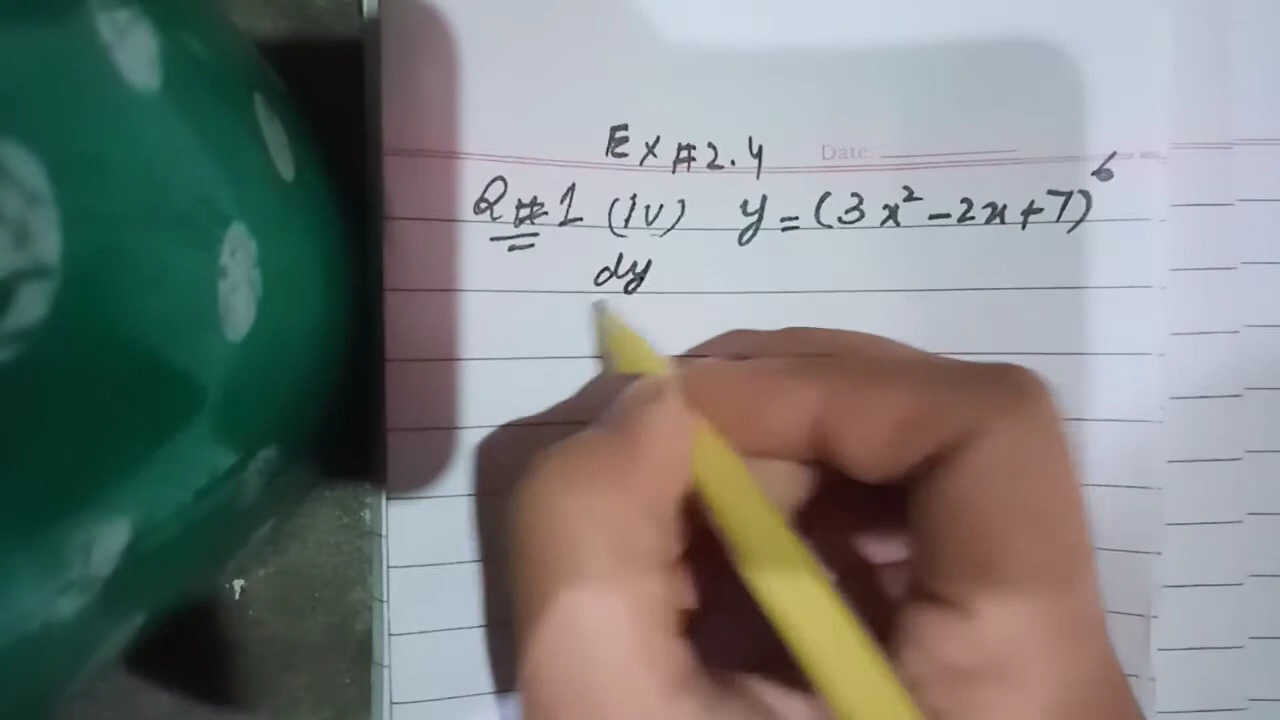 Ex #2.4
Date:
Q#1 (iv) y = (3x² - 2x + 7)⁶
dy